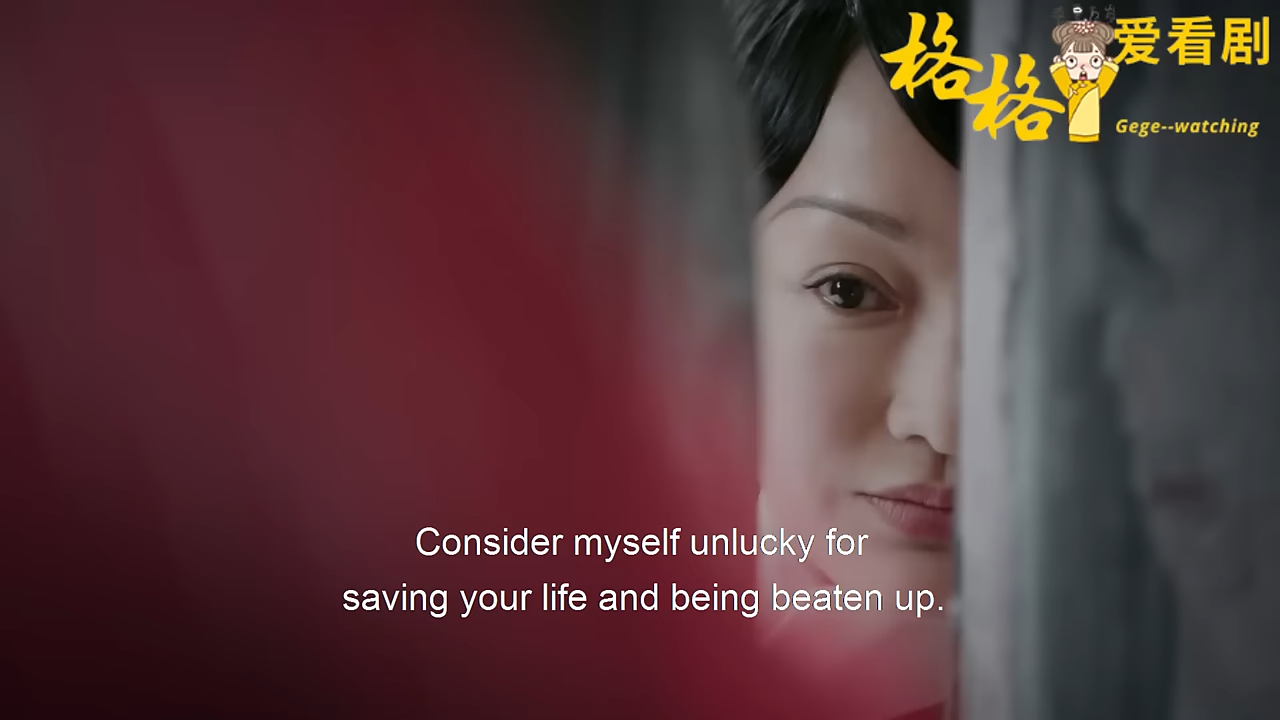 格格
爱看剧
Gege--watching
Consider myself unlucky for
saving your life and being beaten up.